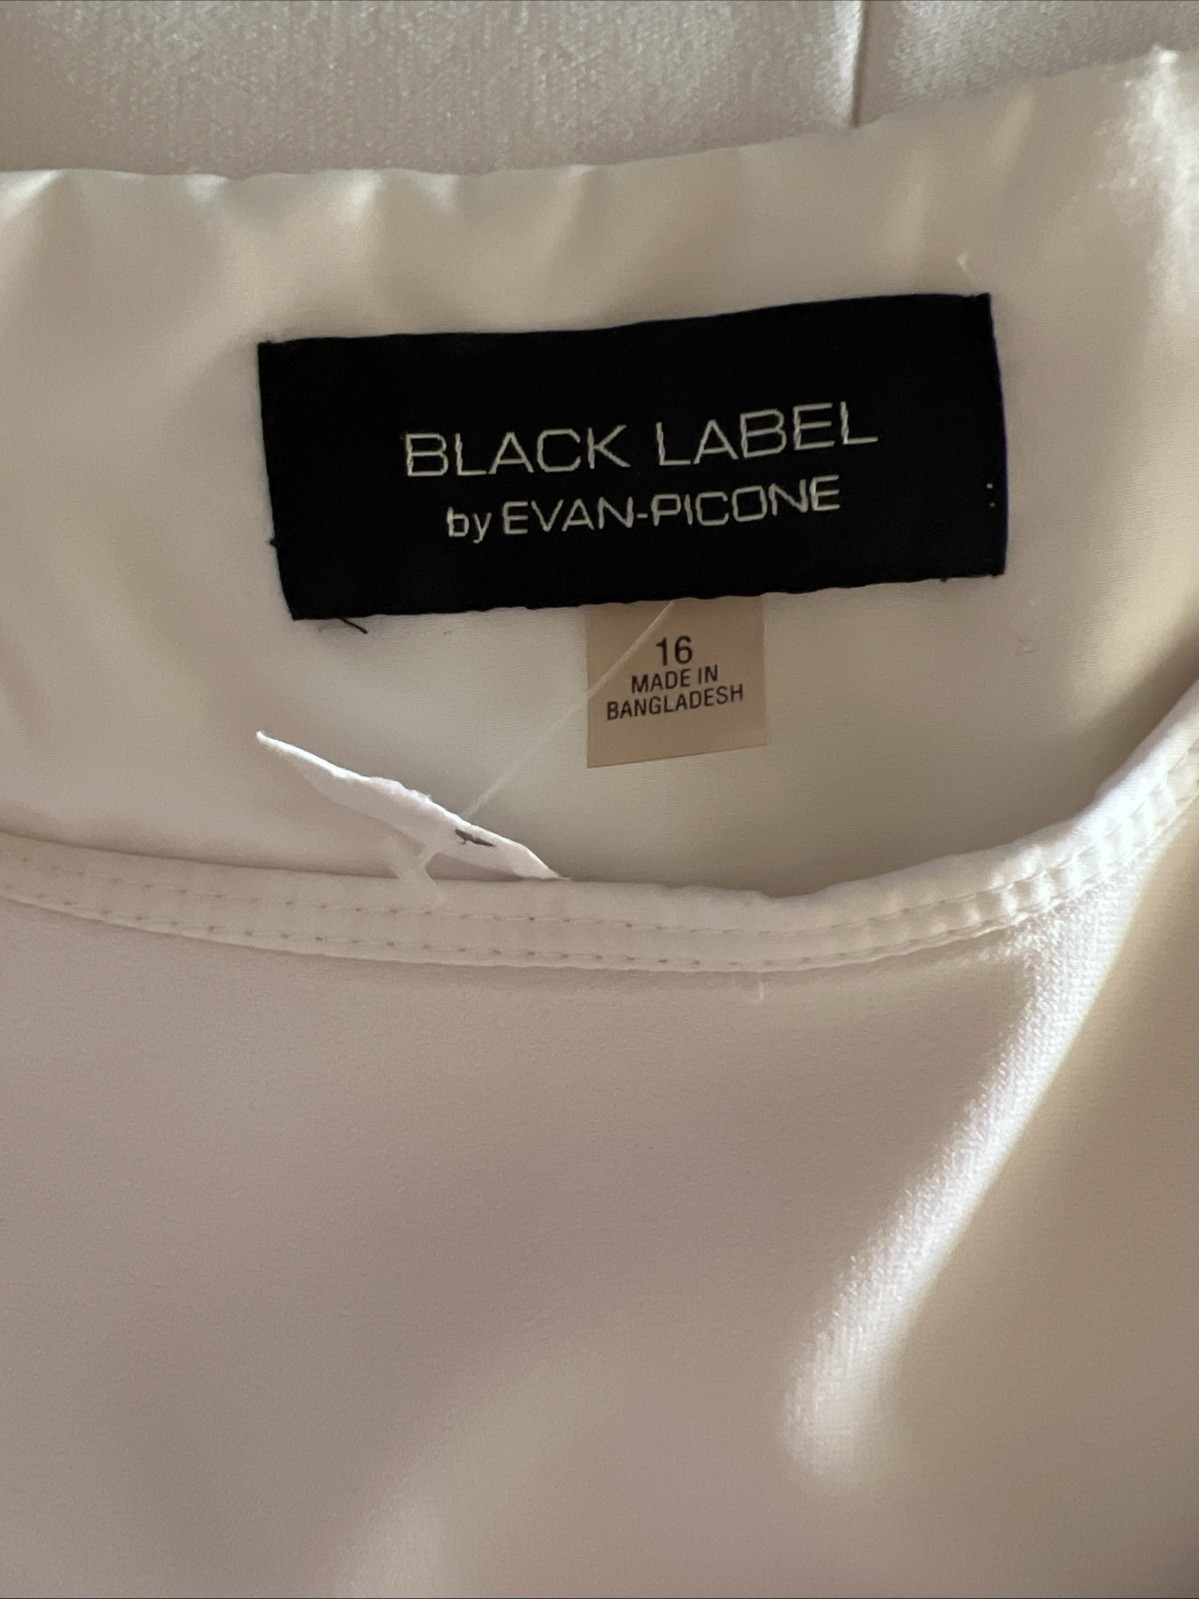 BLACK LABEL
by EVAN-PICONE
16
MADE IN
BANGLADESH